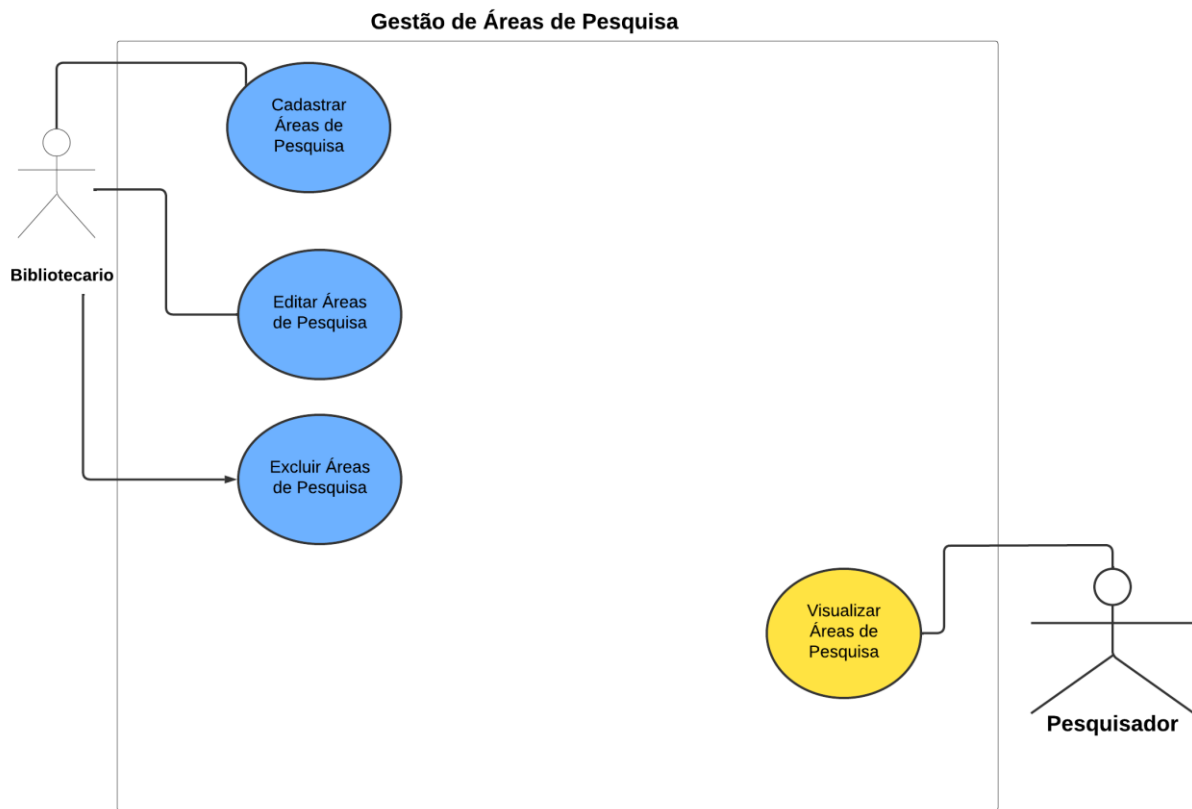 Gestão de Áreas de Pesquisa
Cadastrar
Áreas de
Pesquisa
Bibliotecario
Editar Áreas
de Pesquisa
Excluir Áreas
de Pesquisa
Visualizar
Áreas de
Pesquisa
Pesquisador